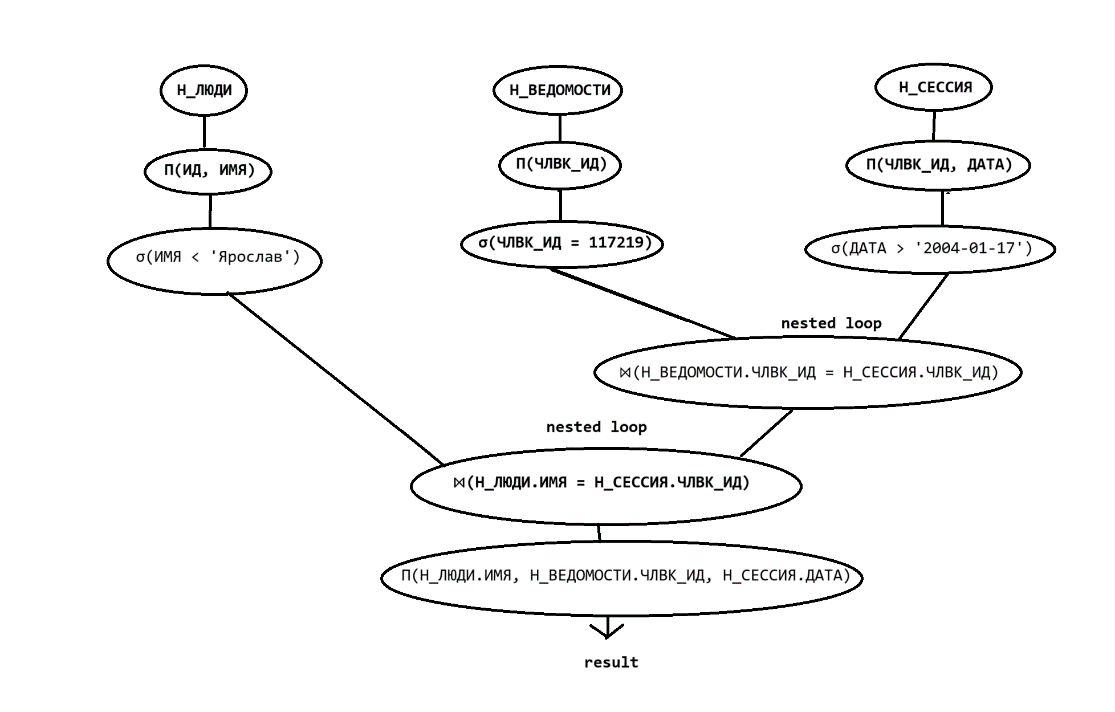 Н_ЛЮДИ
Н_ВЕДОМОСТИ
Н_СЕССИЯ
П(ИД, ИМЯ)
П(ЧЛВК_ИД)
П(ЧЛВК_ИД, ДАТА)
σ(ИМЯ < 'Ярослав')
σ(ЧЛВК_ИД = 117219)
σ(ДАТА > '2004-01-17')
nested loop
⋈(Н_ВЕДОМОСТИ.ЧЛВК_ИД = Н_СЕССИЯ.ЧЛВК_ИД)
nested loop
⋈(Н_ЛЮДИ.ИМЯ = Н_СЕССИЯ.ЧЛВК_ИД)
П(Н_ЛЮДИ.ИМЯ, Н_ВЕДОМОСТИ.ЧЛВК_ИД, Н_СЕССИЯ.ДАТА)
result